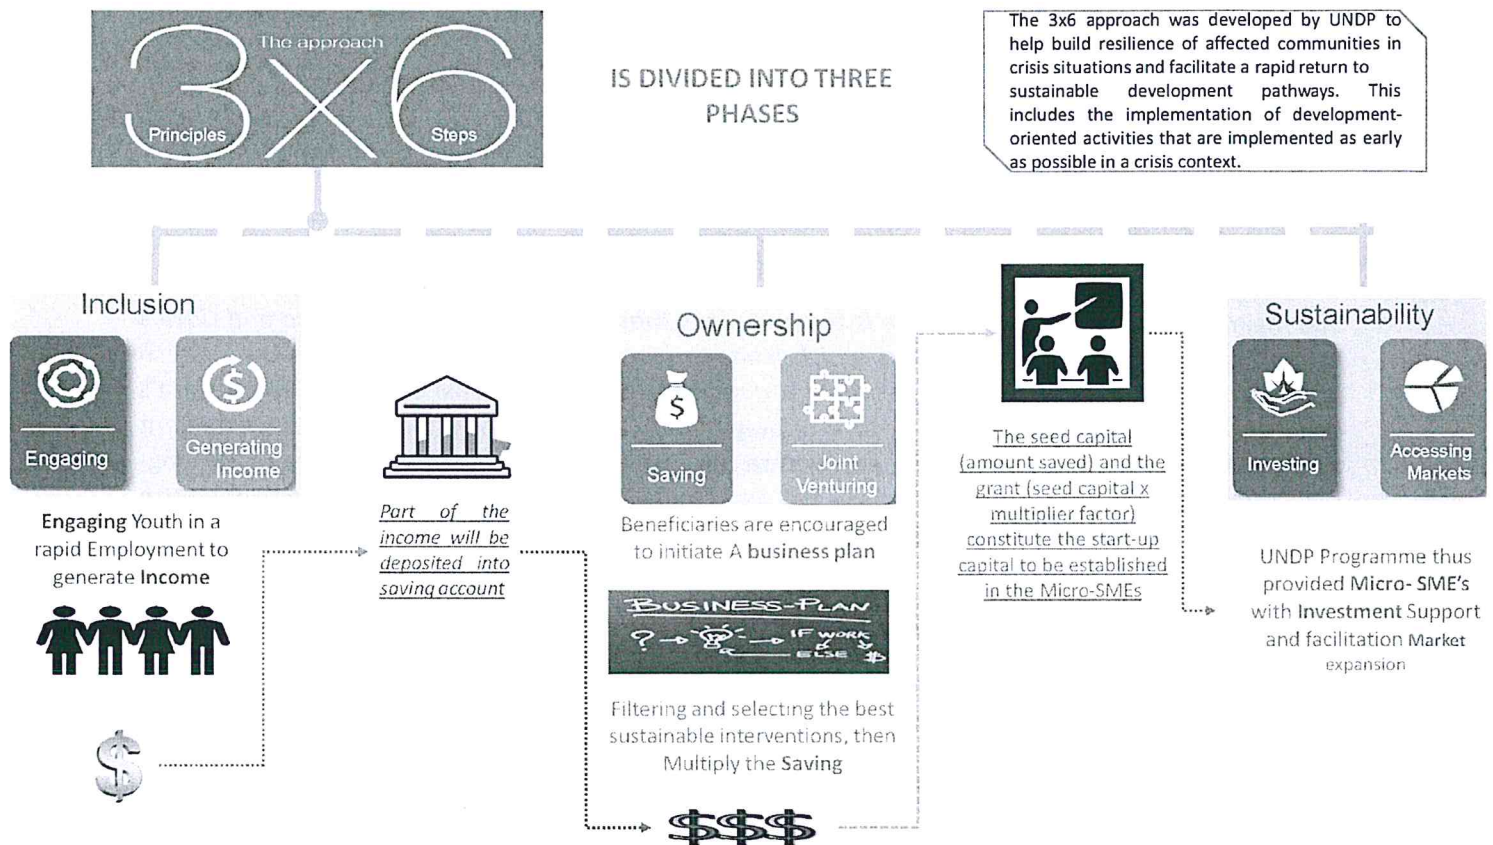 The approach
3x6
Principles
Steps
IS DIVIDED INTO THREE
PHASES
The 3x6 approach was developed by UNDP to
help build resilience of affected communities in
crisis situations and facilitate a rapid return to
sustainable development pathways. This
includes the implementation of development-
oriented activities that are implemented as early
as possible in a crisis context.
Inclusion
Engaging
Generating
Income
Engaging Youth in a
rapid Employment to
generate Income
$
Part of the
income will be
deposited into
saving account
Ownership
$
Saving
Joint
Venturing
Beneficiaries are encouraged
to initiate A business plan
BUSINESS-PLAN
? → → IF WORK
ELSE $
Filtering and selecting the best
sustainable interventions, then
Multiply the Saving
$$$
The seed capital
(amount saved) and the
grant (seed capital x
multiplier factor)
constitute the start-up
capital to be established
in the Micro-SMEs
Sustainability
Investing
Accessing
Markets
UNDP Programme thus
provided Micro- SME's
with Investment Support
and facilitation Market
expansion